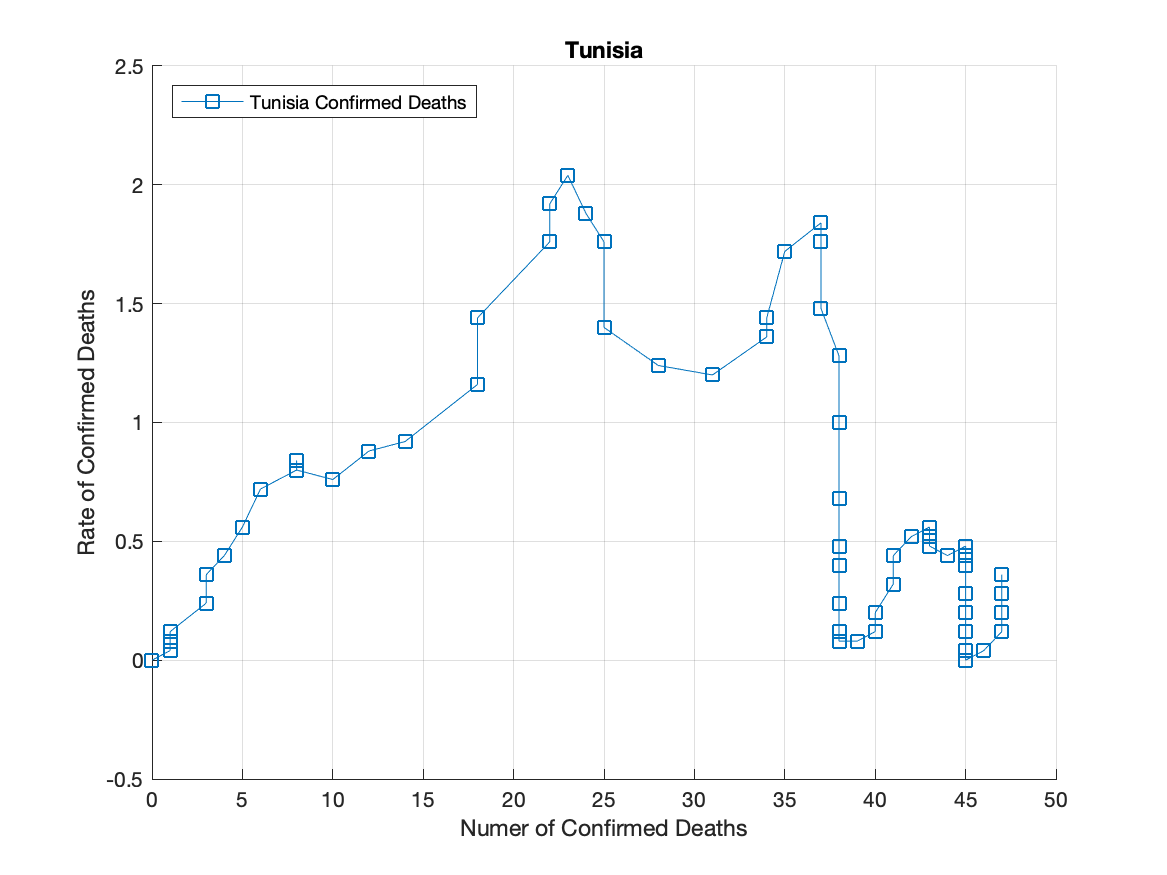 Tunisia
2.5
Tunisia Confirmed Deaths
2
1.5
1
0.5
0
-0.5
Rate of Confirmed Deaths
0 5 10 15 20 25 30 35 40 45 50
Numer of Confirmed Deaths